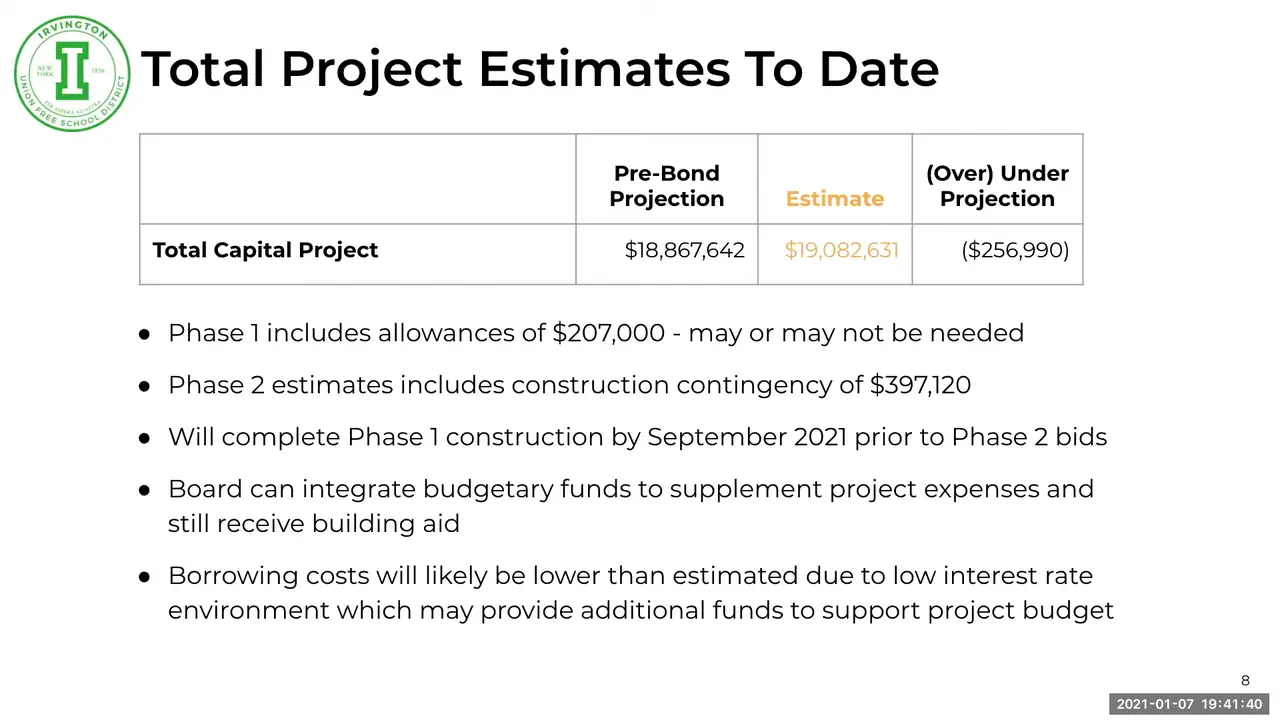 IRVINGTON
NEW YORK 1856
PER ASPERA AD ASTRA
UNION FREE SCHOOL DISTRICT
Total Project Estimates To Date
Pre-Bond Projection
Estimate
(Over) Under Projection
Total Capital Project $18,867,642 $19,082,631 ($256,990)
● Phase 1 includes allowances of $207,000 - may or may not be needed
● Phase 2 estimates includes construction contingency of $397,120
● Will complete Phase 1 construction by September 2021 prior to Phase 2 bids
● Board can integrate budgetary funds to supplement project expenses and
still receive building aid
● Borrowing costs will likely be lower than estimated due to low interest rate
environment which may provide additional funds to support project budget
8
2021-01-07 19:41:40